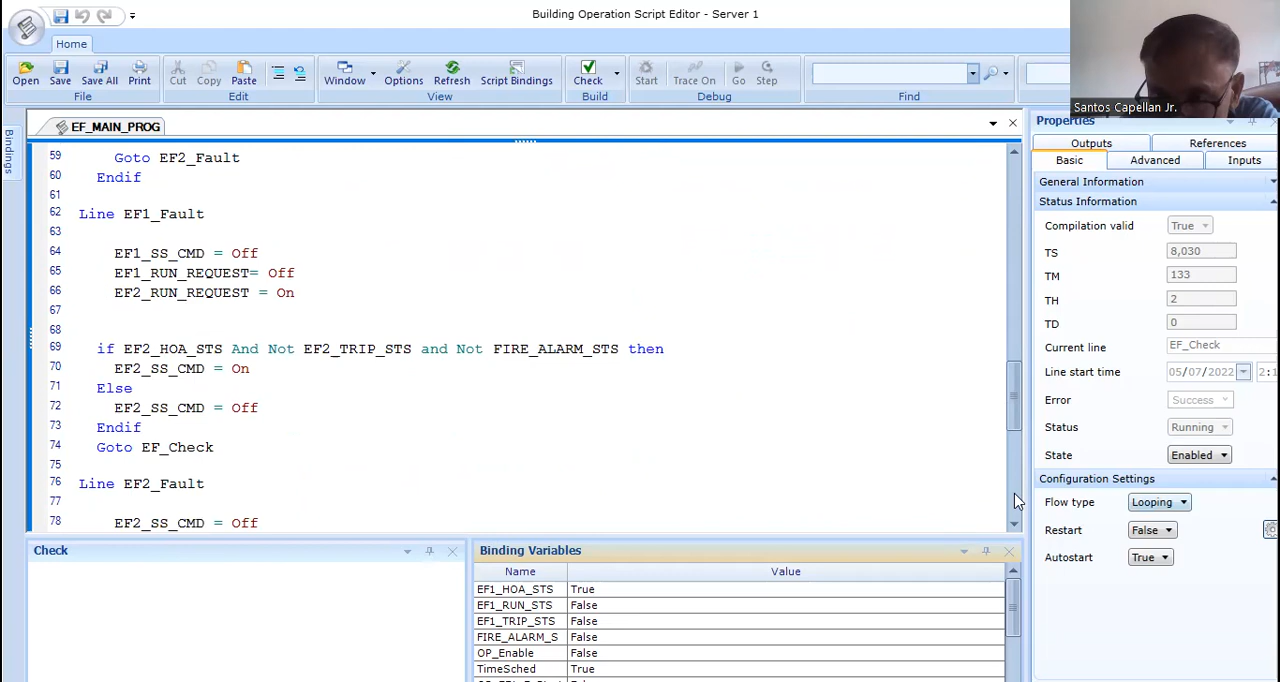 Building Operation Script Editor - Server 1
Home
Open Save Save All Print Cut Copy Paste Window Options Refresh Script Bindings Check Start Trace On Go Step
File Edit View Build Debug Find
Santos Capellan Jr.
EF_MAIN_PROG
Bindings
59 Goto EF2_Fault
60 Endif
61
62 Line EF1_Fault
63
64 EF1_SS_CMD = Off
65 EF1_RUN_REQUEST= Off
66 EF2_RUN_REQUEST = On
67
68
69 if EF2_HOA_STS And Not EF2_TRIP_STS and Not FIRE_ALARM_STS then
70 EF2_SS_CMD = On
71 Else
72 EF2_SS_CMD = Off
73 Endif
74 Goto EF_Check
75
76 Line EF2_Fault
77
78 EF2_SS_CMD = Off
Properties
Outputs References
Basic Advanced Inputs
General Information
Status Information
Compilation valid True
TS 8,030
TM 133
TH 2
TD 0
Current line EF_Check
Line start time 05/07/2022 2:1
Error Success
Status Running
State Enabled
Configuration Settings
Flow type Looping
Restart False
Autostart True
Check
Binding Variables
Name Value
EF1_HOA_STS True
EF1_RUN_STS False
EF1_TRIP_STS False
FIRE_ALARM_S False
OP_Enable False
TimeSched True